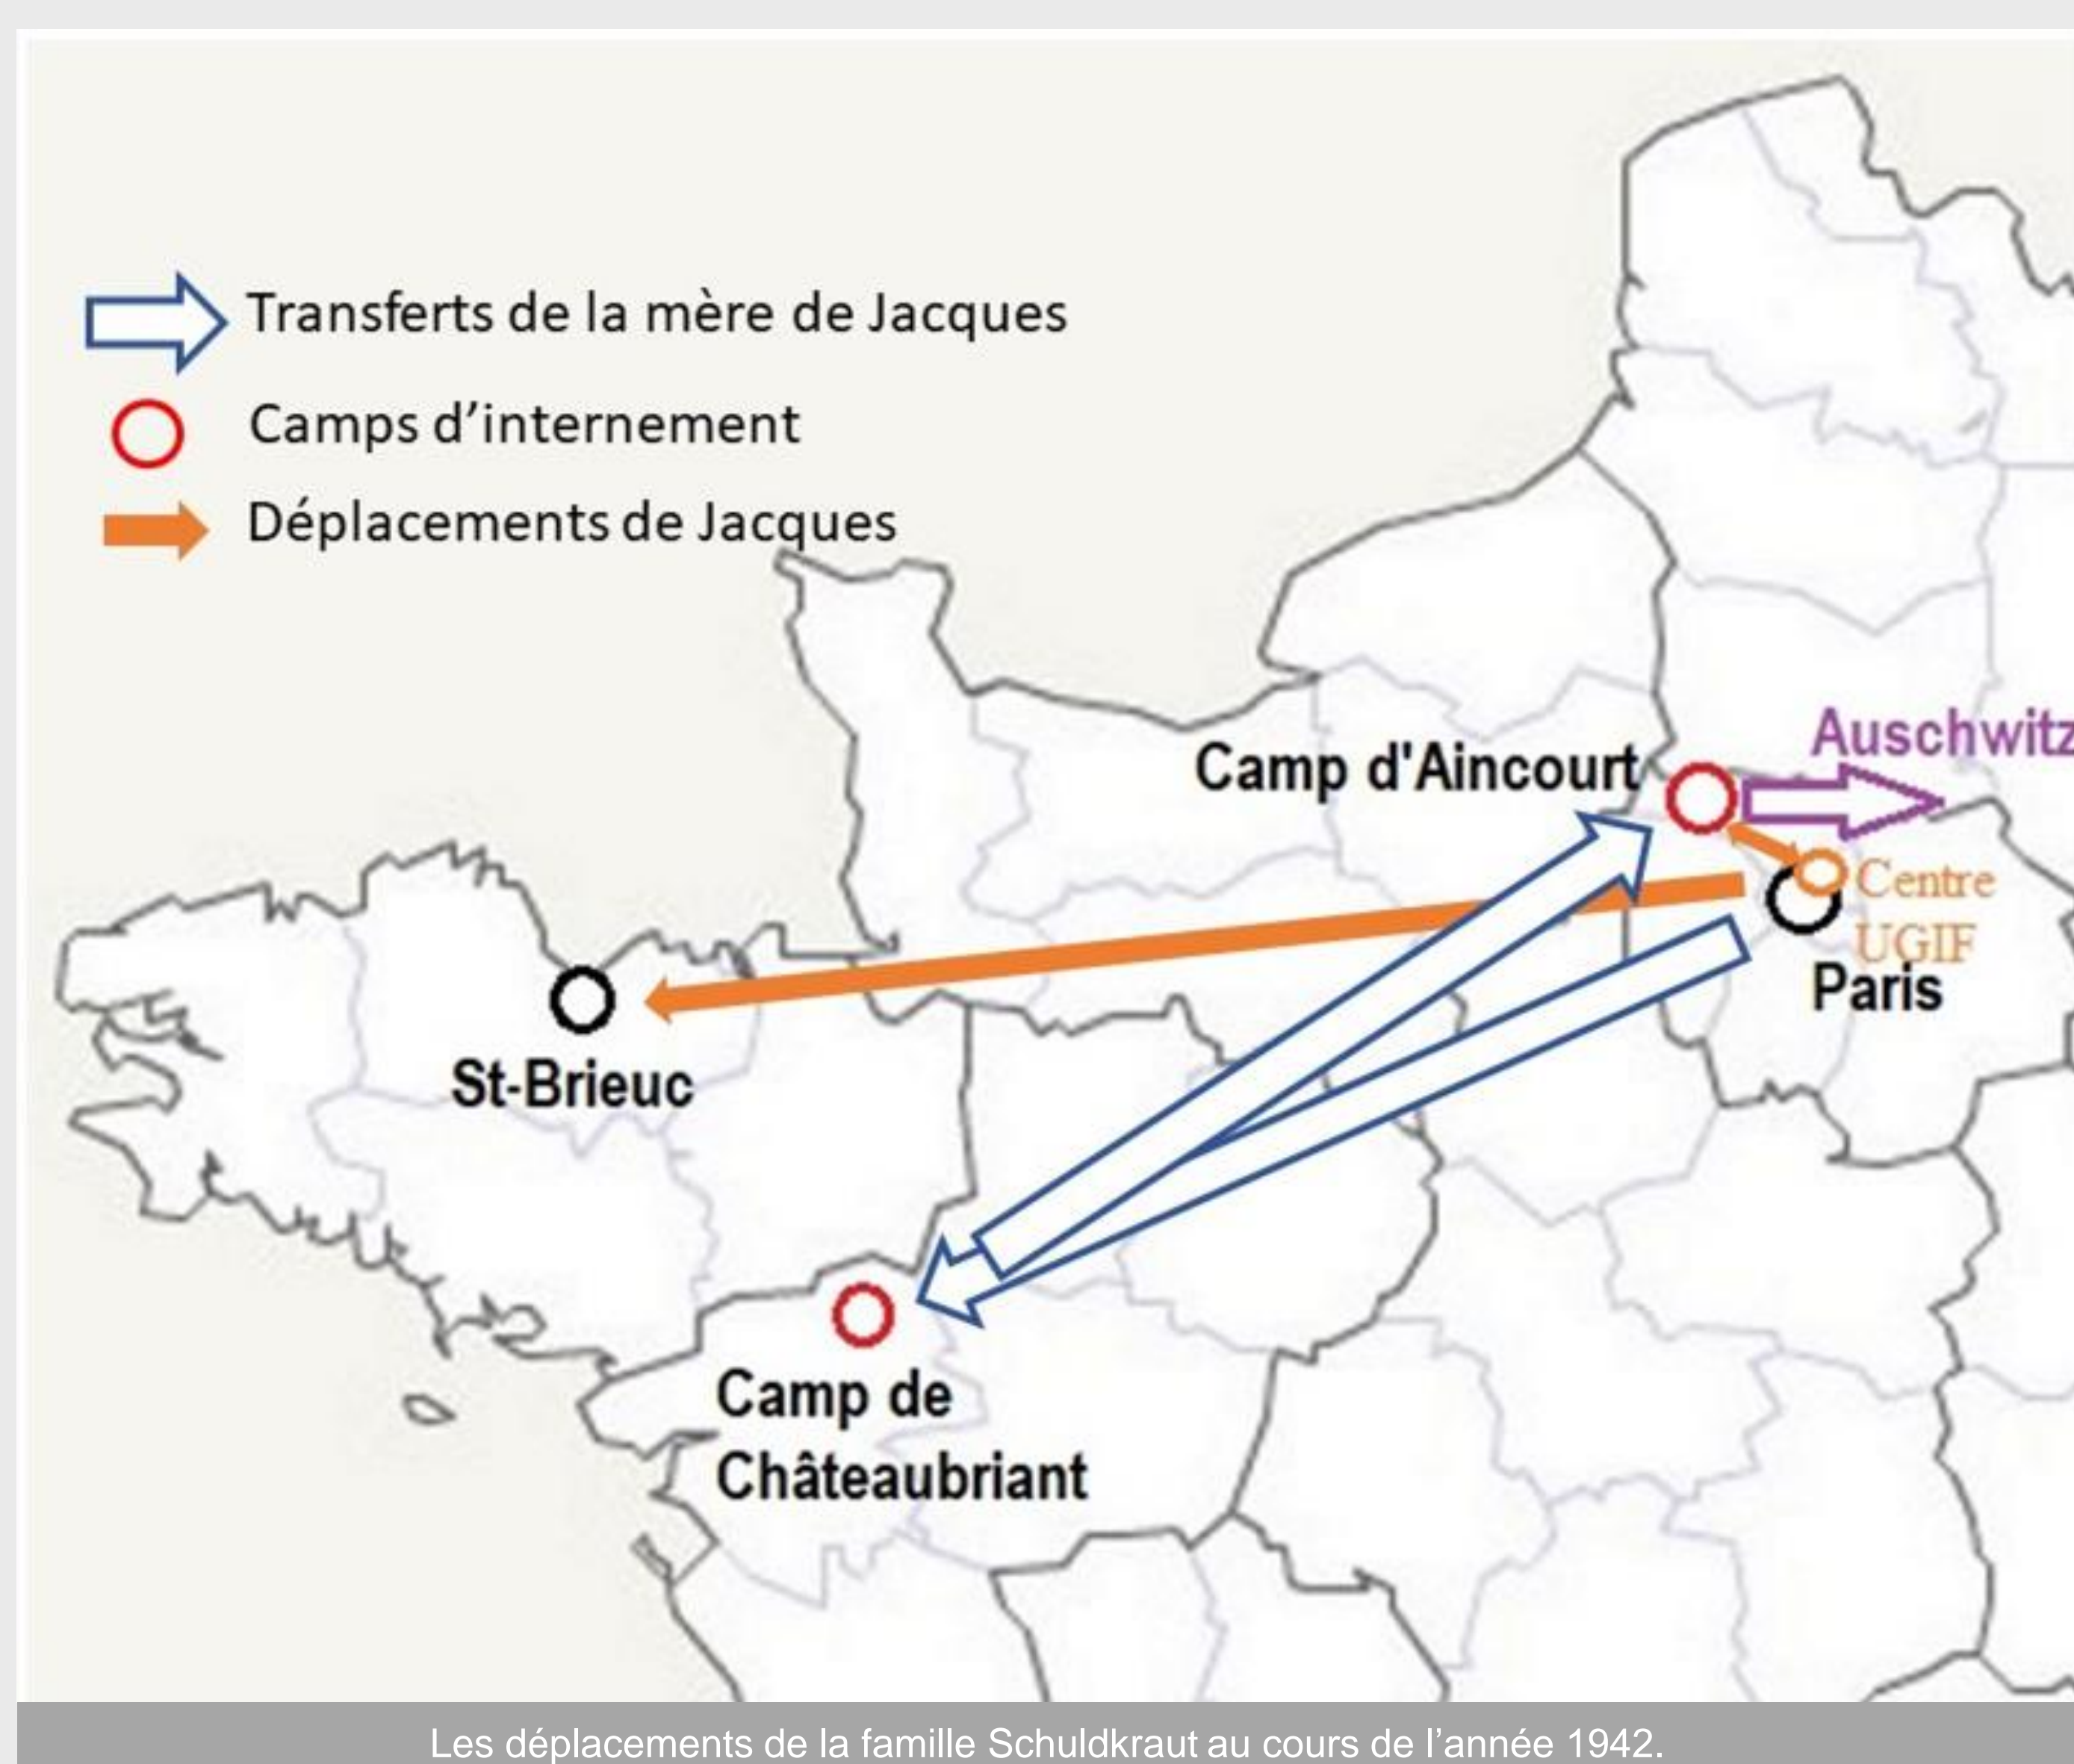 Transferts de la mère de Jacques
Camps d'internement
Déplacements de Jacques
Auschwitz
Camp d'Aincourt
Centre
UGIF
Paris
St-Brieuc
Camp de
Châteaubriant
Les déplacements de la famille Schuldkraut au cours de l'année 1942.